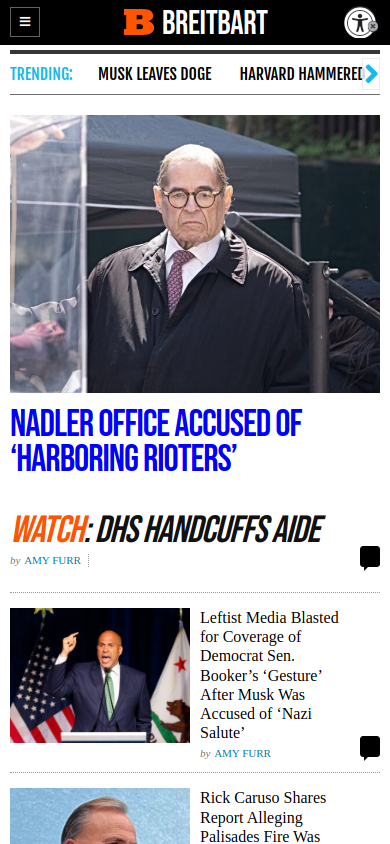 BREITBART
TRENDING:
MUSK LEAVES DOGE
HARVARD HAMMERED
NADLER OFFICE ACCUSED OF
‘HARBORING RIOTERS’
WATCH: DHS HANDCUFFS AIDE
by AMY FURR
Leftist Media Blasted
for Coverage of
Democrat Sen.
Booker’s ‘Gesture’
After Musk Was
Accused of ‘Nazi
Salute’
by AMY FURR
Rick Caruso Shares
Report Alleging
Palisades Fire Was